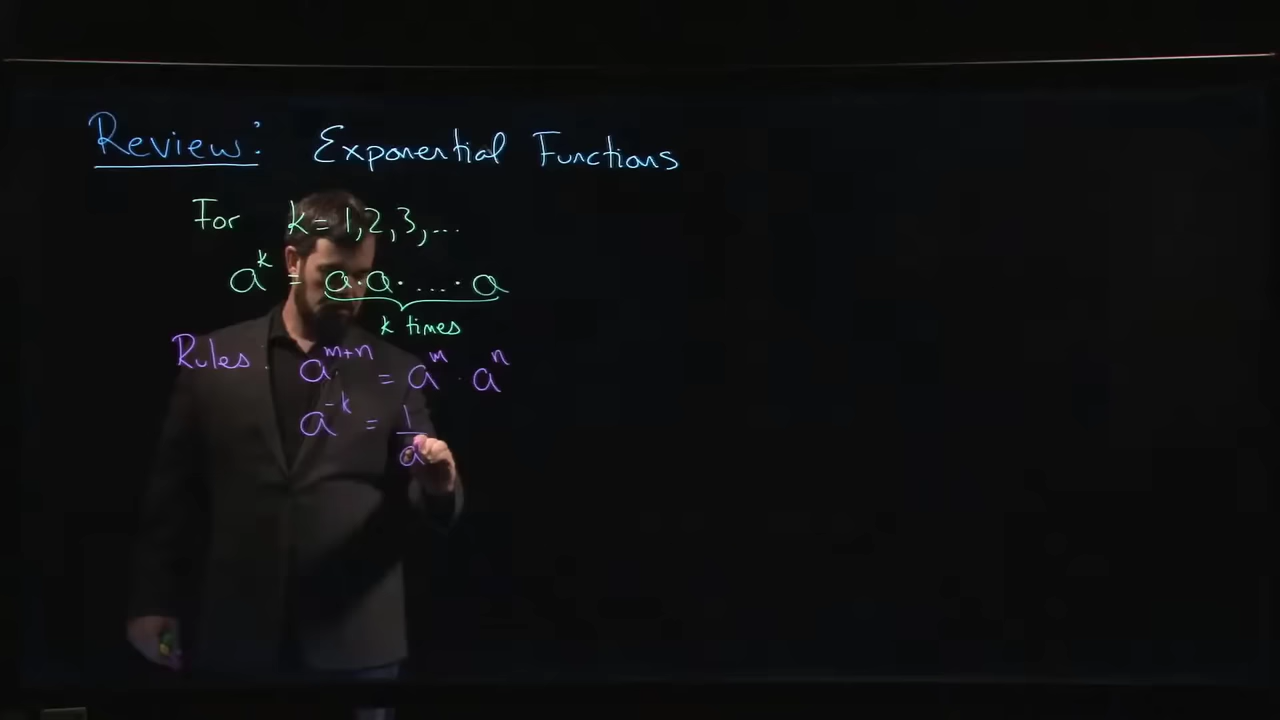 Review: Exponential Functions
For k = 1, 2, 3, ...
a^k = a · a · ... · a
k times
Rules: a^{m+n} = a^m · a^n
a^{-k} = 1/a